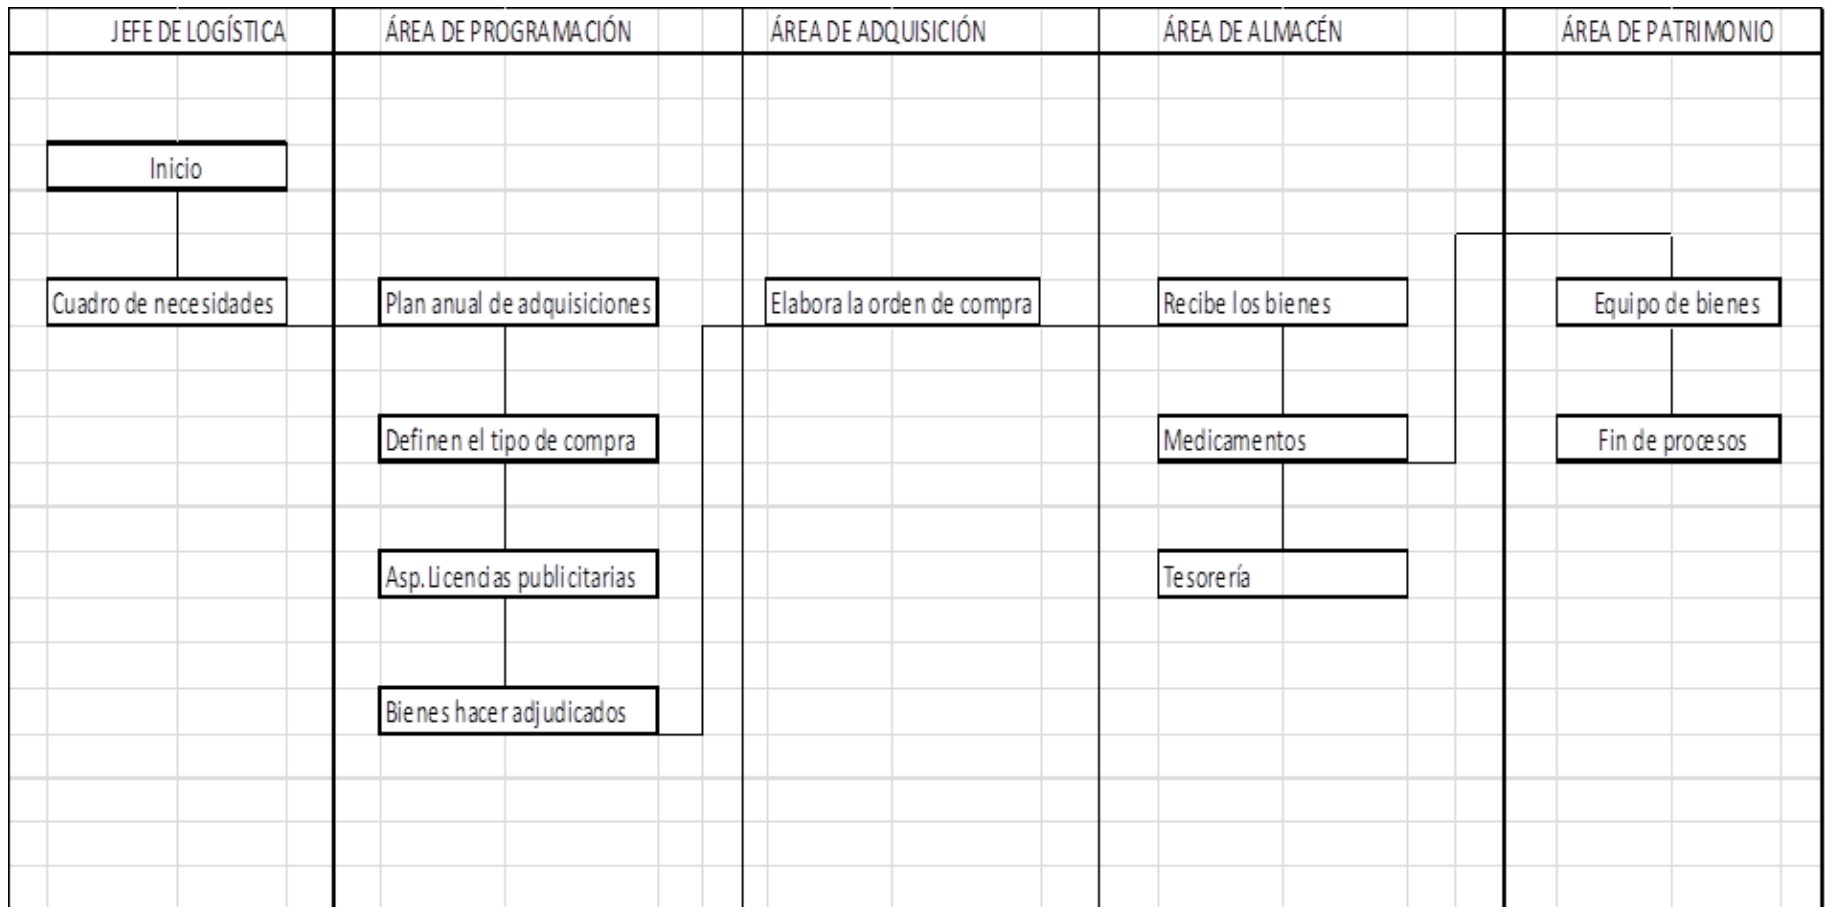 JEFE DE LOGÍSTICA
ÁREA DE PROGRAMACIÓN
ÁREA DE ADQUISICIÓN
ÁREA DE ALMACÉN
ÁREA DE PATRIMONIO
Inicio
Cuadro de necesidades
Plan anual de adquisiciones
Elabora la orden de compra
Recibe los bienes
Equipo de bienes
Definen el tipo de compra
Medicamentos
Fin de procesos
Asp. Licencias publicitarias
Tesorería
Bienes hacer adjudicados